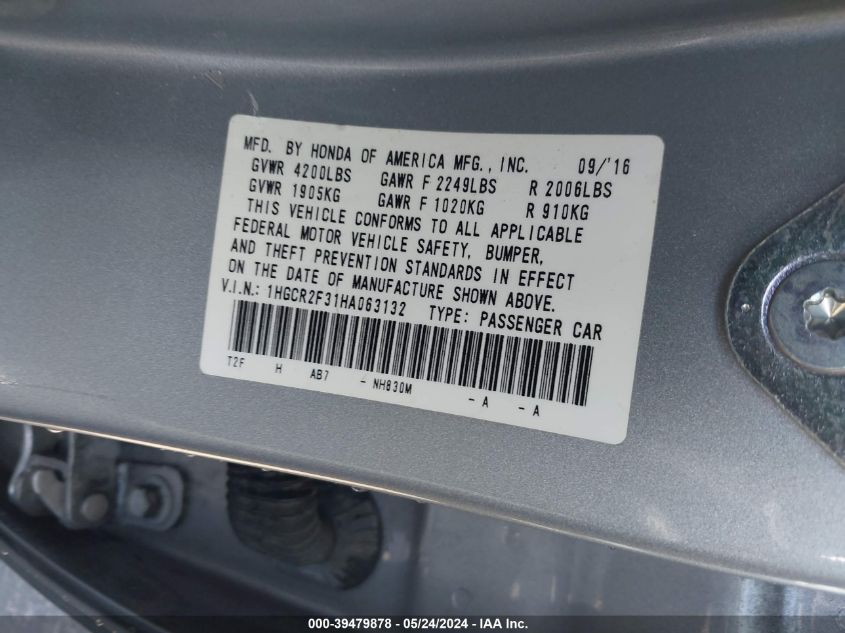 MFD. BY HONDA OF AMERICA MFG., INC. 09/'16
GVWR 4200LBS GAWR F 2249LBS R 2006LBS
GVWR 1905KG GAWR F 1020KG R 910KG
THIS VEHICLE CONFORMS TO ALL APPLICABLE
FEDERAL MOTOR VEHICLE SAFETY, BUMPER,
AND THEFT PREVENTION STANDARDS IN EFFECT
ON THE DATE OF MANUFACTURE SHOWN ABOVE.
V.I.N.: 1HGCR2F31HA063132 TYPE: PASSENGER CAR
T2F H AB7 - NH830M - A - A
000-39479878 - 05/24/2024 - IAA Inc.